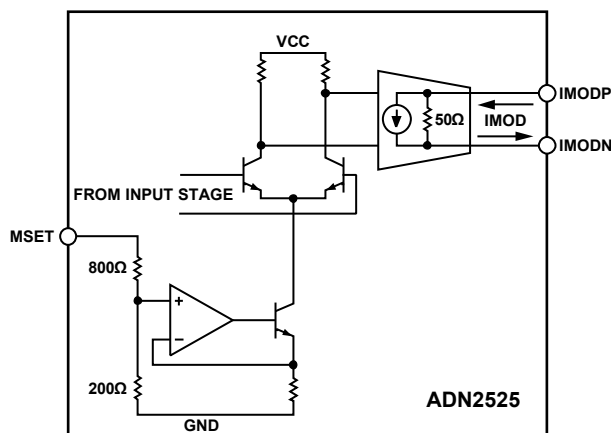 VCC
IMODP
50Ω
IMOD
IMODN
FROM INPUT STAGE
MSET
800Ω
+
−
200Ω
GND
ADN2525